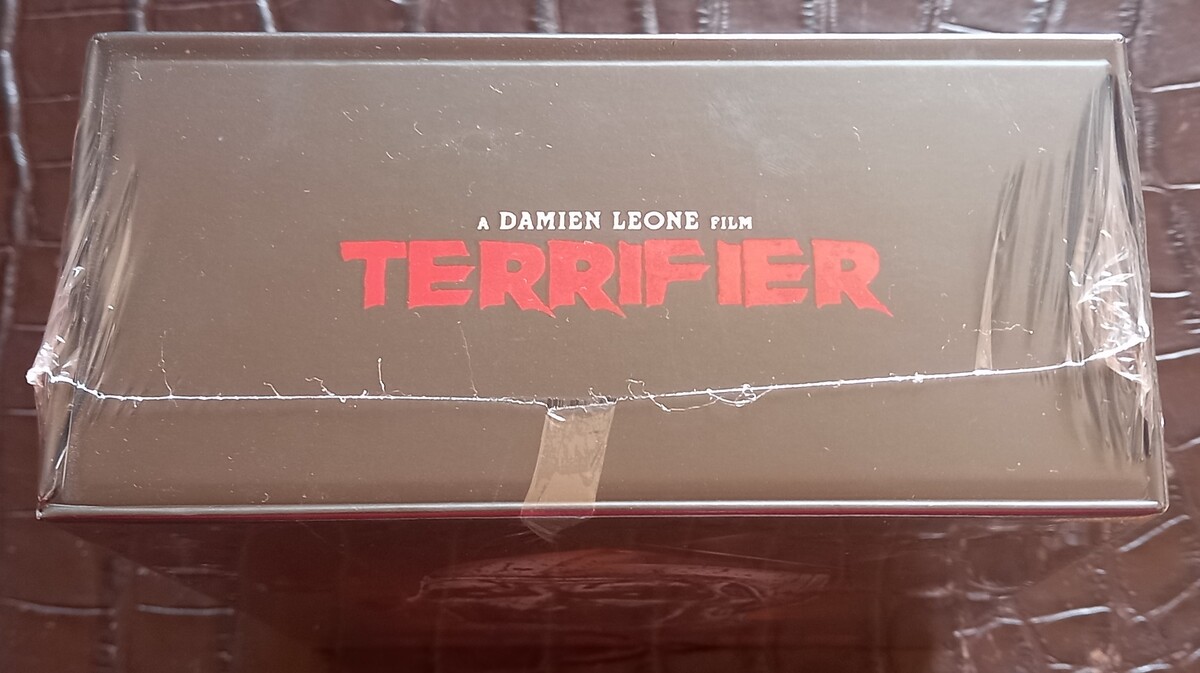 A DAMIEN LEONE FILM
TERRIFIER